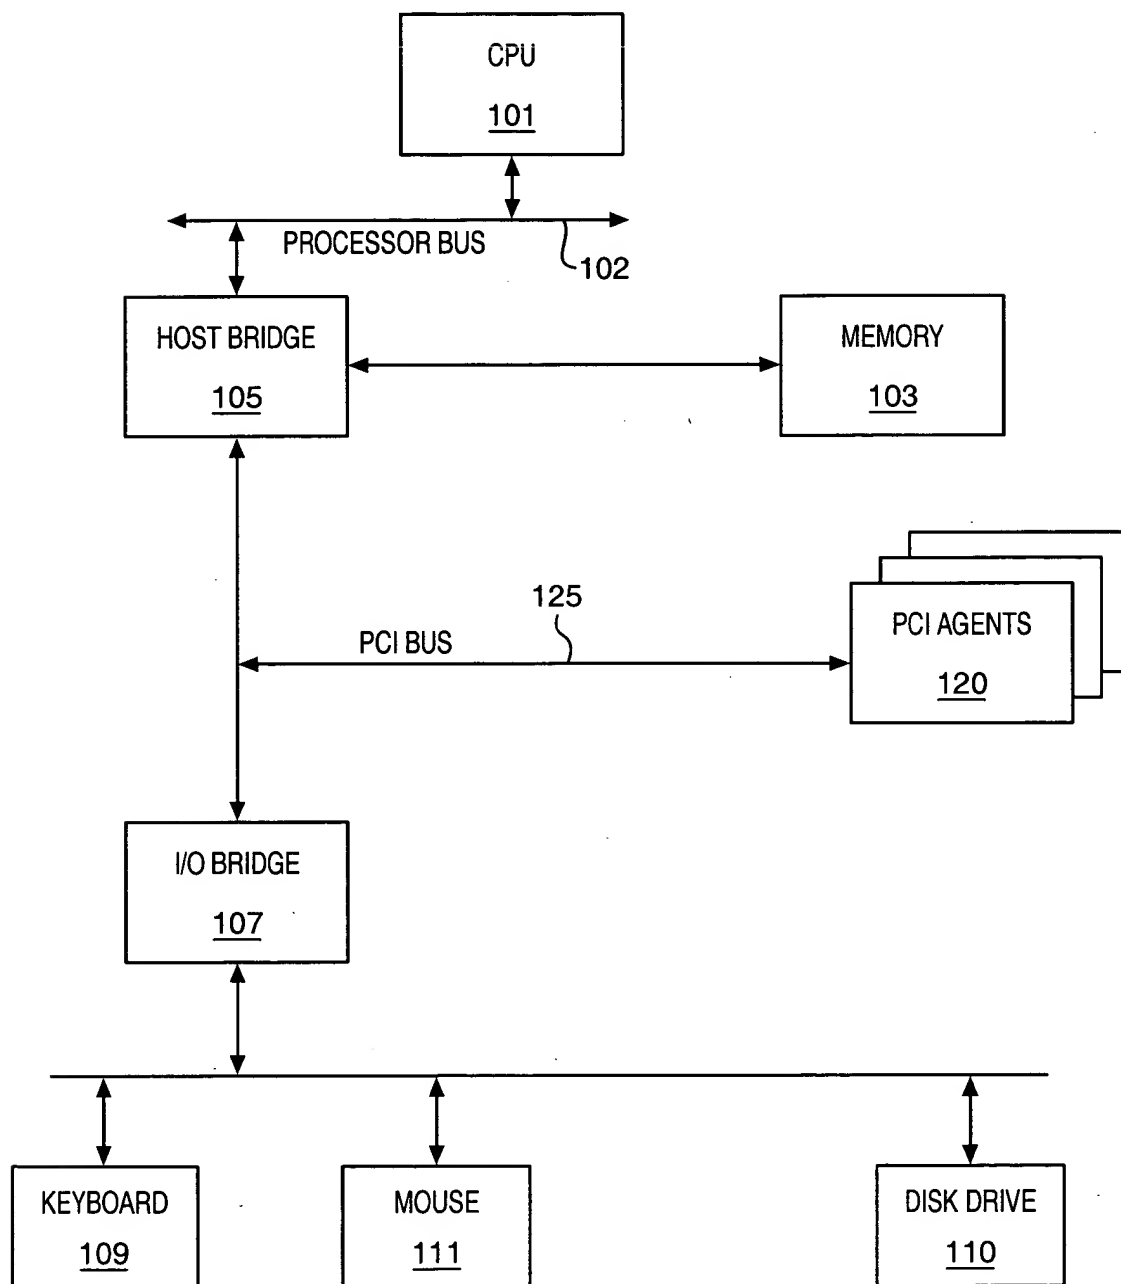 CPU
101
PROCESSOR BUS
102
HOST BRIDGE
105
MEMORY
103
125
PCI BUS
PCI AGENTS
120
I/O BRIDGE
107
KEYBOARD
109
MOUSE
111
DISK DRIVE
110